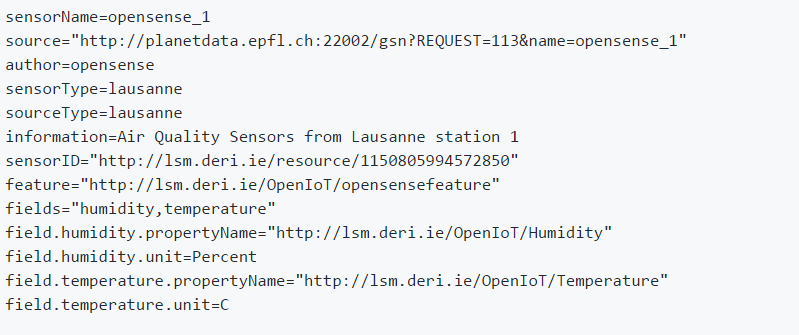 sensorName=opensense_1
source="http://planetdata.epfl.ch:22002/gsn?REQUEST=113&name=opensense_1"
author=opensense
sensorType=lausanne
sourceType=lausanne
information=Air Quality Sensors from Lausanne station 1
sensorID="http://lsm.deri.ie/resource/1150805994572850"
feature="http://lsm.deri.ie/OpenIoT/opensensefeature"
fields="humidity,temperature"
field.humidity.propertyName="http://lsm.deri.ie/OpenIoT/Humidity"
field.humidity.unit=Percent
field.temperature.propertyName="http://lsm.deri.ie/OpenIoT/Temperature"
field.temperature.unit=C